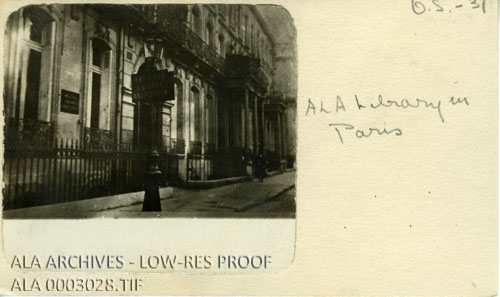 O.S.-31
ALA Library in
Paris
ALA ARCHIVES - LOW-RES PROOF
ALA 0003028.TIF